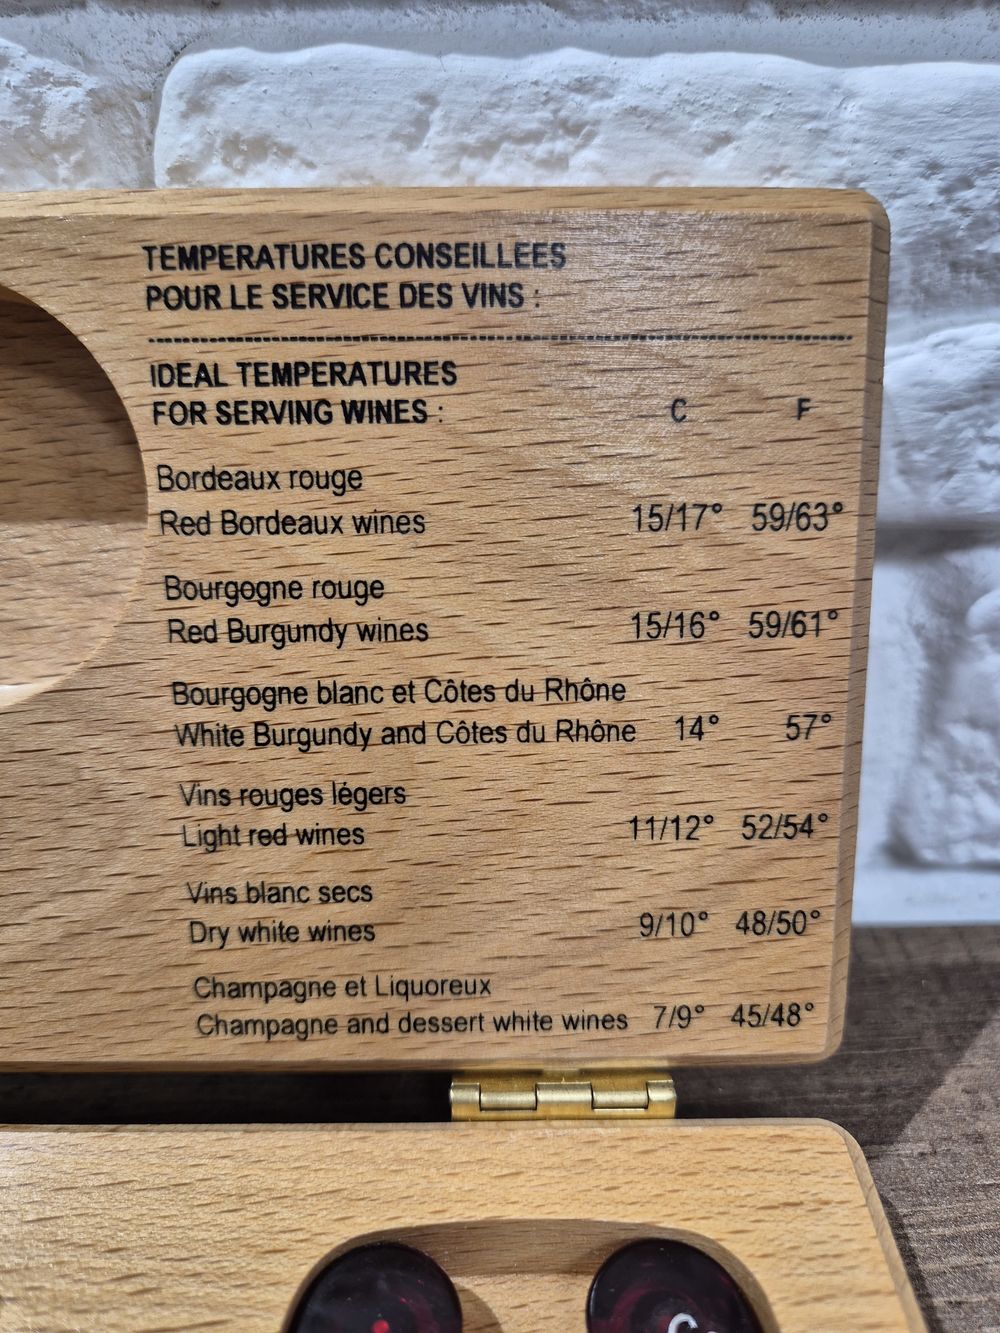 TEMPERATURES CONSEILLEES
POUR LE SERVICE DES VINS :
IDEAL TEMPERATURES
FOR SERVING WINES : C F
Bordeaux rouge
Red Bordeaux wines 15/17° 59/63°
Bourgogne rouge
Red Burgundy wines 15/16° 59/61°
Bourgogne blanc et Côtes du Rhône
White Burgundy and Côtes du Rhône 14° 57°
Vins rouges légers
Light red wines 11/12° 52/54°
Vins blanc secs
Dry white wines 9/10° 48/50°
Champagne et Liquoreux
Champagne and dessert white wines 7/9° 45/48°